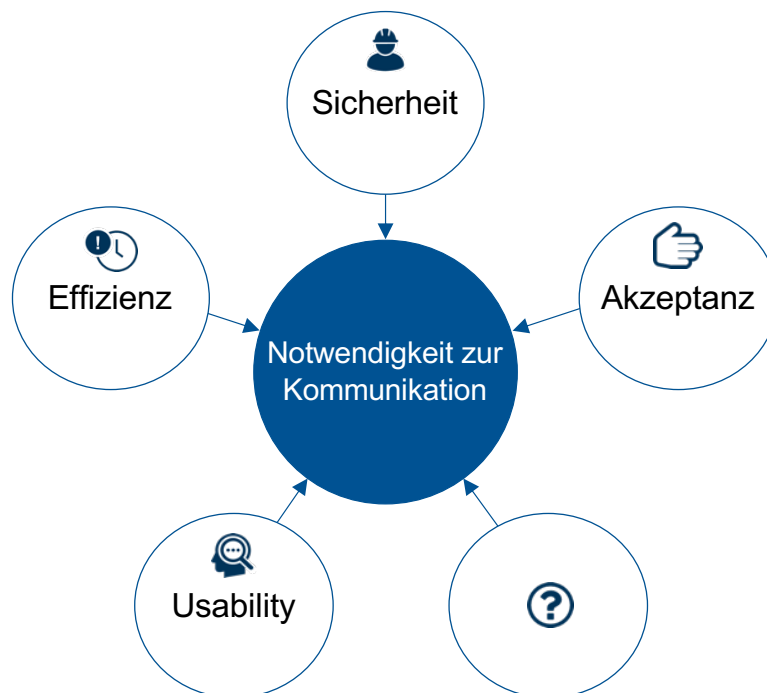 Sicherheit
Effizienz
Akzeptanz
Notwendigkeit zur
Kommunikation
Usability
?